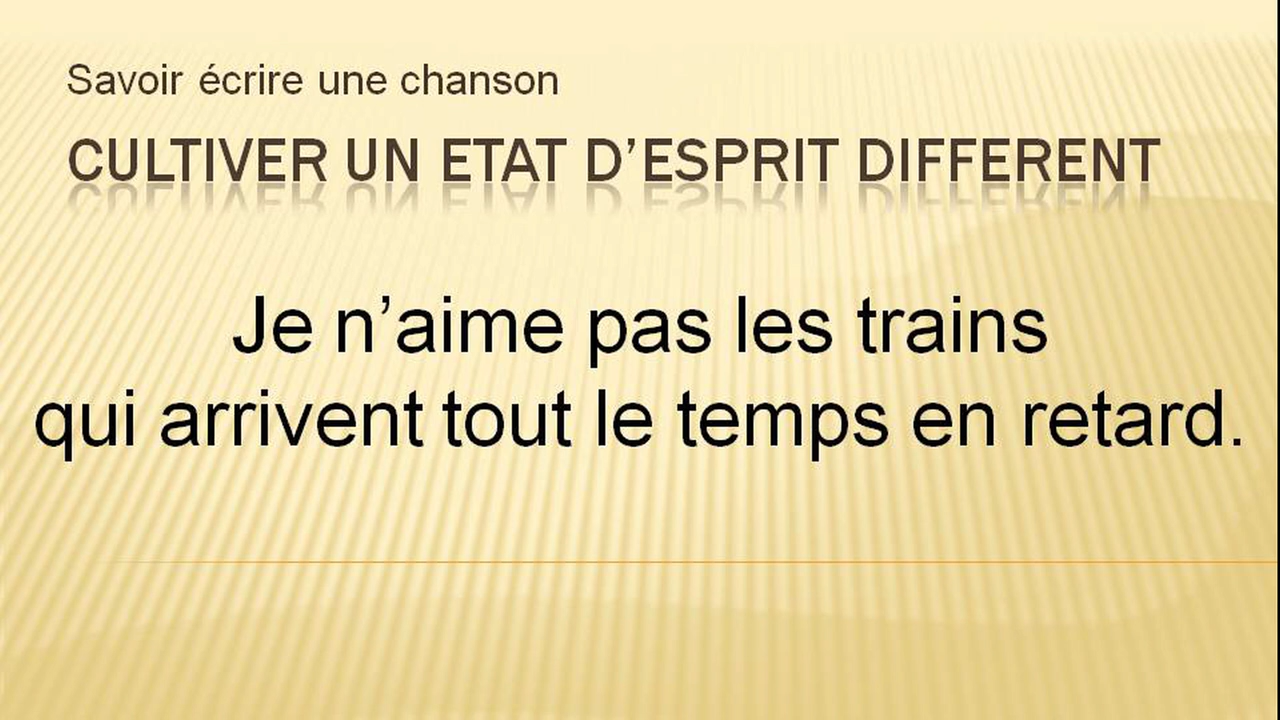 Savoir écrire une chanson
CULTIVER UN ETAT D’ESPRIT DIFFERENT
Je n’aime pas les trains
qui arrivent tout le temps en retard.